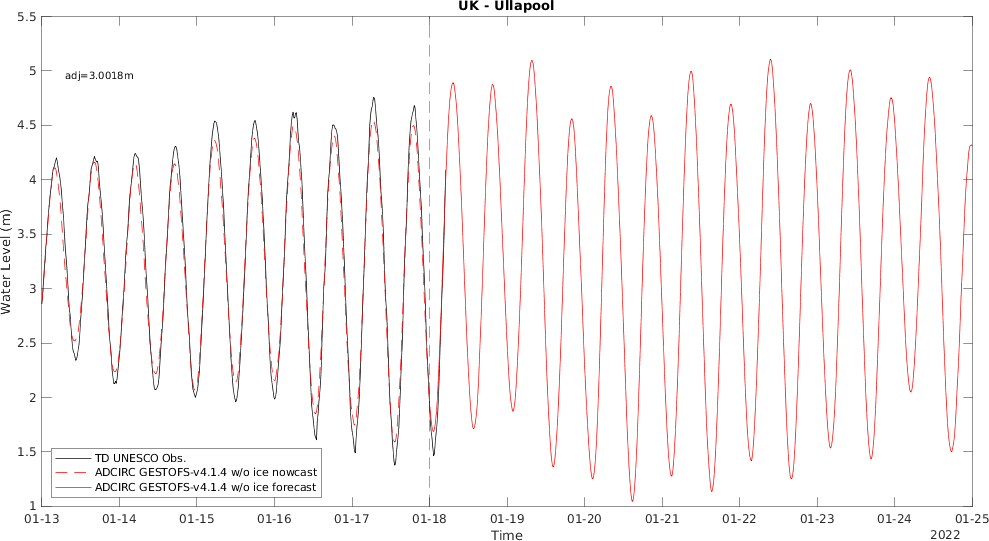 UK - Ullapool
5.5
5
4.5
4
3.5
3
2.5
2
1.5
1
Water Level (m)
adj=3.0018m
TD UNESCO Obs.
ADCIRC GESTOFS-v4.1.4 w/o ice nowcast
ADCIRC GESTOFS-v4.1.4 w/o ice forecast
01-13 01-14 01-15 01-16 01-17 01-18 01-19 01-20 01-21 01-22 01-23 01-24 01-25
Time
2022